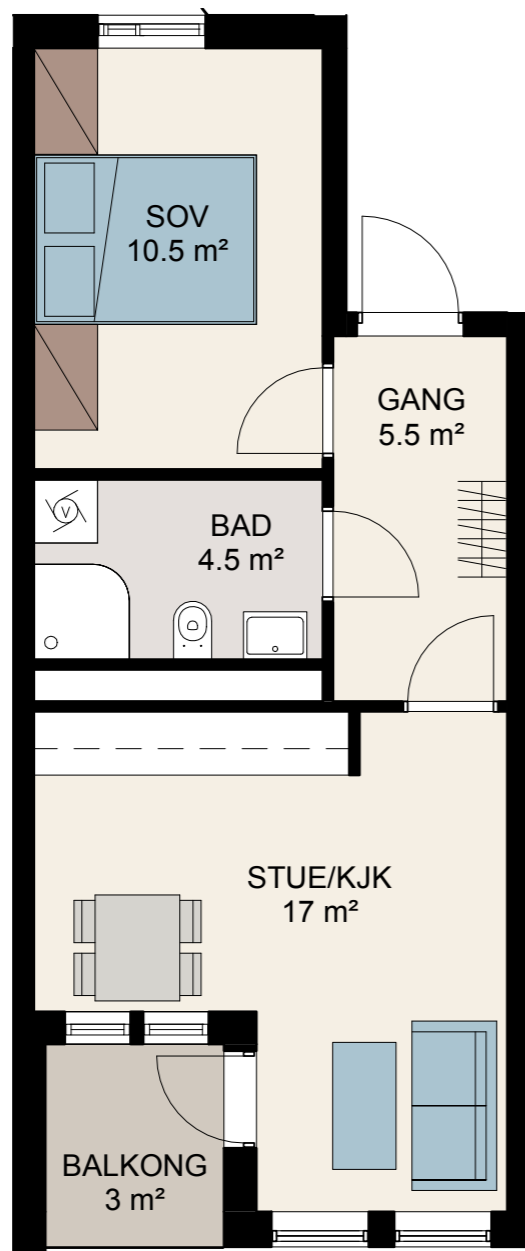 SOV
10.5 m²
GANG
5.5 m²
V
BAD
4.5 m²
STUE/KJK
17 m²
BALKONG
3 m²